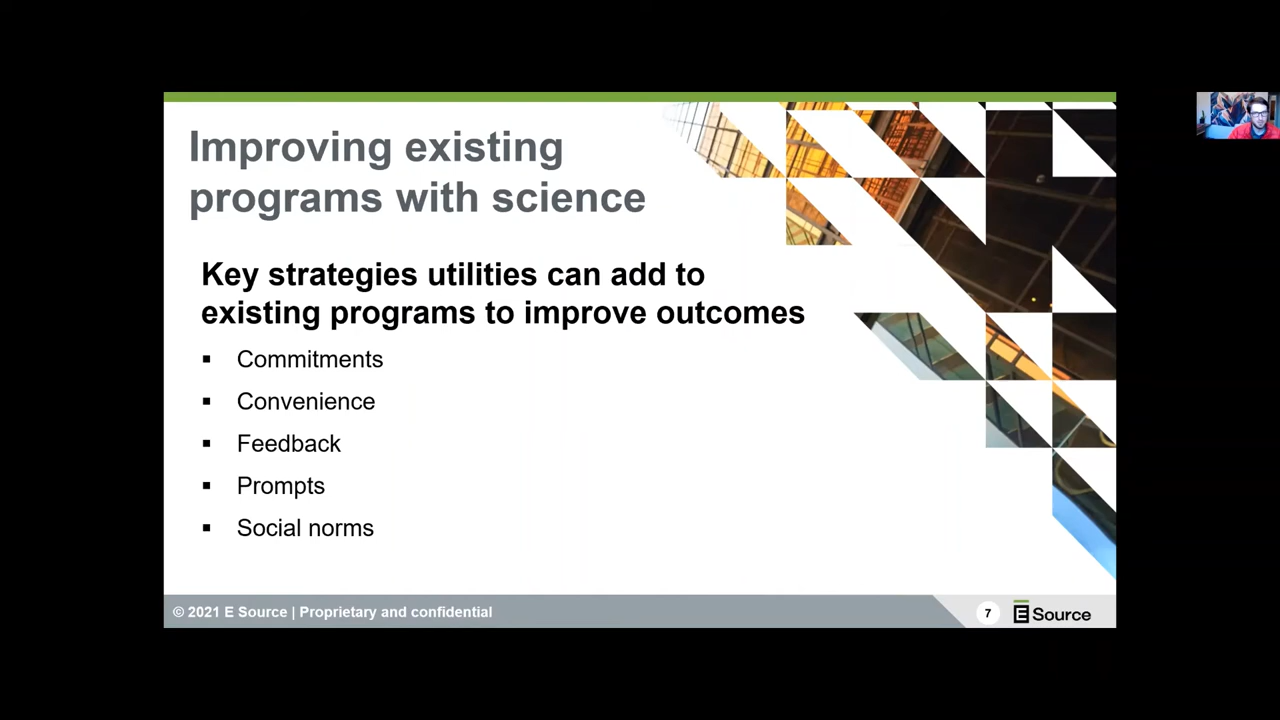 Improving existing
programs with science
Key strategies utilities can add to
existing programs to improve outcomes
▪ Commitments
▪ Convenience
▪ Feedback
▪ Prompts
▪ Social norms
© 2021 E Source | Proprietary and confidential
7
E Source